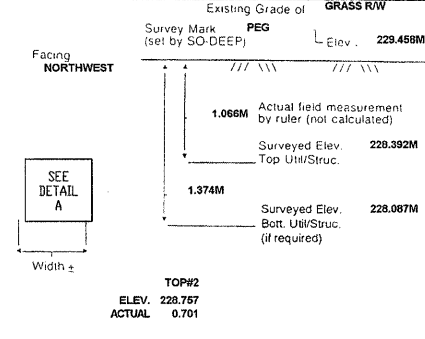 Existing Grade of GRASS R/W
Survey Mark PEG
(set by SO-DEEP)
Elev. 229.458M
Facing
NORTHWEST
1.066M Actual field measurement
by ruler (not calculated)
Surveyed Elev. 228.392M
Top Util/Struc.
SEE
DETAIL
A
1.374M
Surveyed Elev. 228.087M
Bott. Util/Struc.
(if required)
Width ±
TOP#2
ELEV. 228.757
ACTUAL 0.701